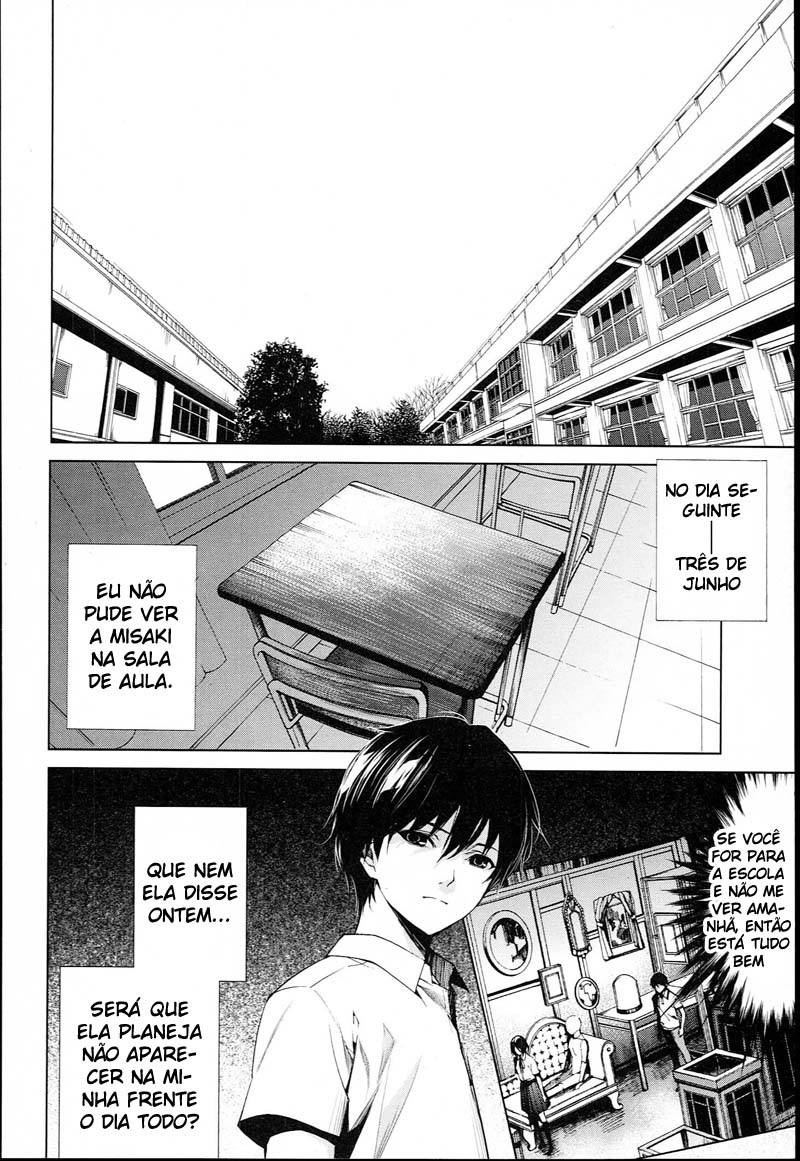 NO DIA SE-
GUINTE
|
TRÊS DE
JUNHO
EU NÃO
PUDE VER
A MISAKI
NA SALA
DE AULA.
SE VOCÊ
FOR PARA
A ESCOLA
E NÃO ME
VER AMA-
NHÃ, ENTÃO
ESTÁ TUDO
BEM
QUE NEM
ELA DISSE
ONTEM...
SERÁ QUE
ELA PLANEJA
NÃO APARE-
CER NA MI-
NHA FRENTE
O DIA TODO?